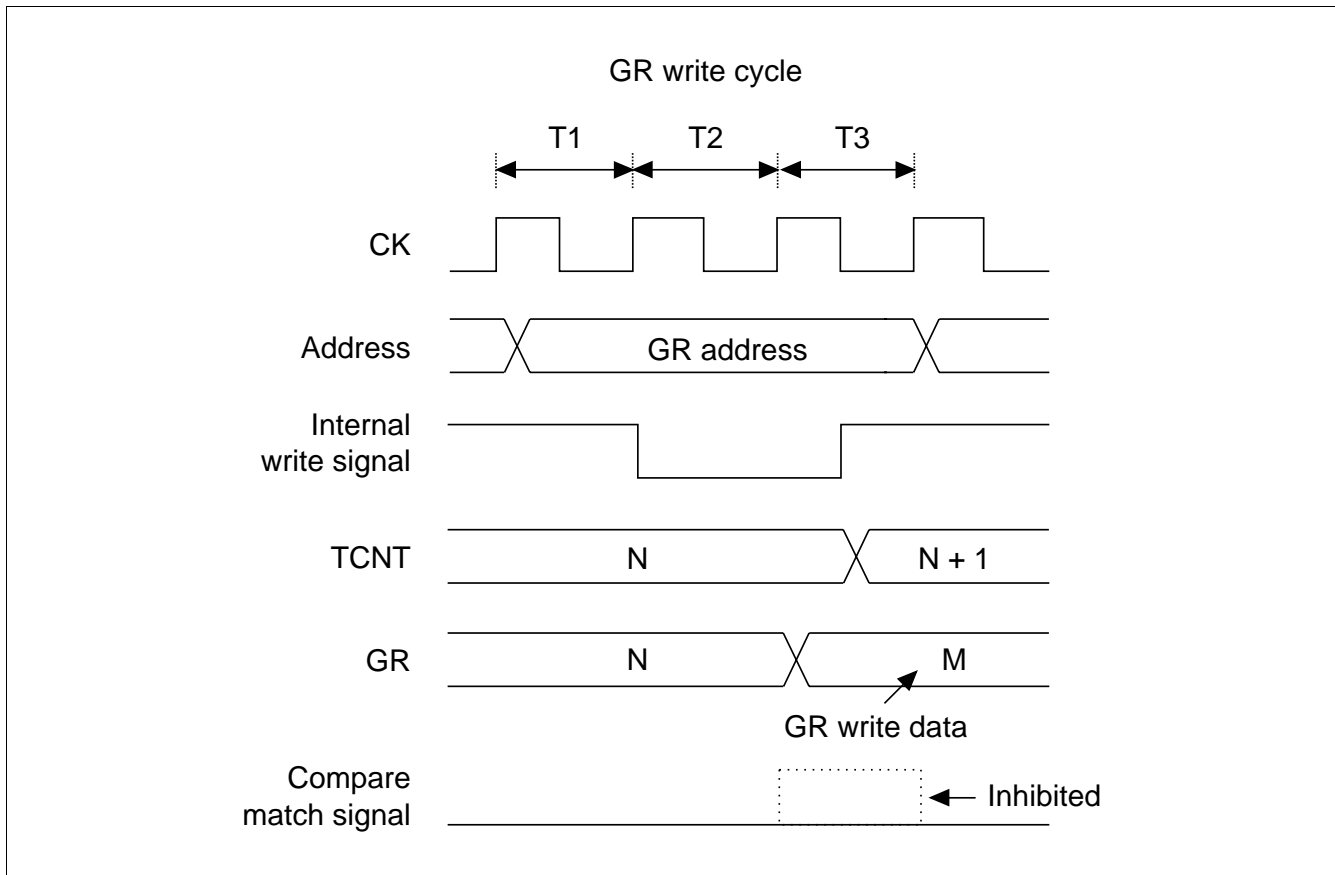 GR write cycle
T1 T2 T3
CK
Address GR address
Internal
write signal
TCNT N N + 1
GR N M
GR write data
Compare
match signal
Inhibited